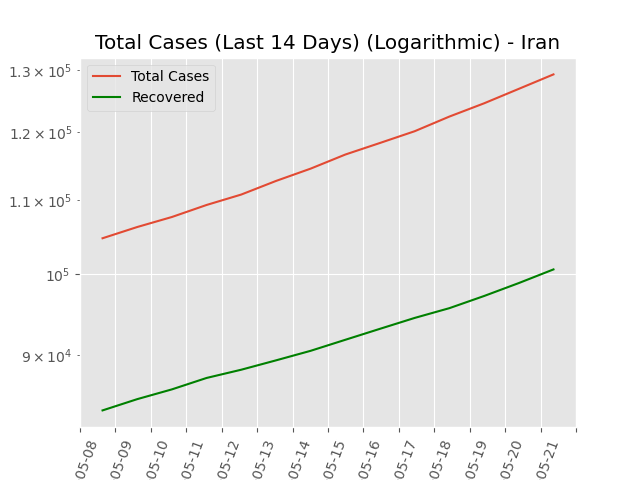 Total Cases (Last 14 Days) (Logarithmic) - Iran
Total Cases
Recovered
1.3 × 10⁵
1.2 × 10⁵
1.1 × 10⁵
10⁵
9 × 10⁴
05-08
05-09
05-10
05-11
05-12
05-13
05-14
05-15
05-16
05-17
05-18
05-19
05-20
05-21